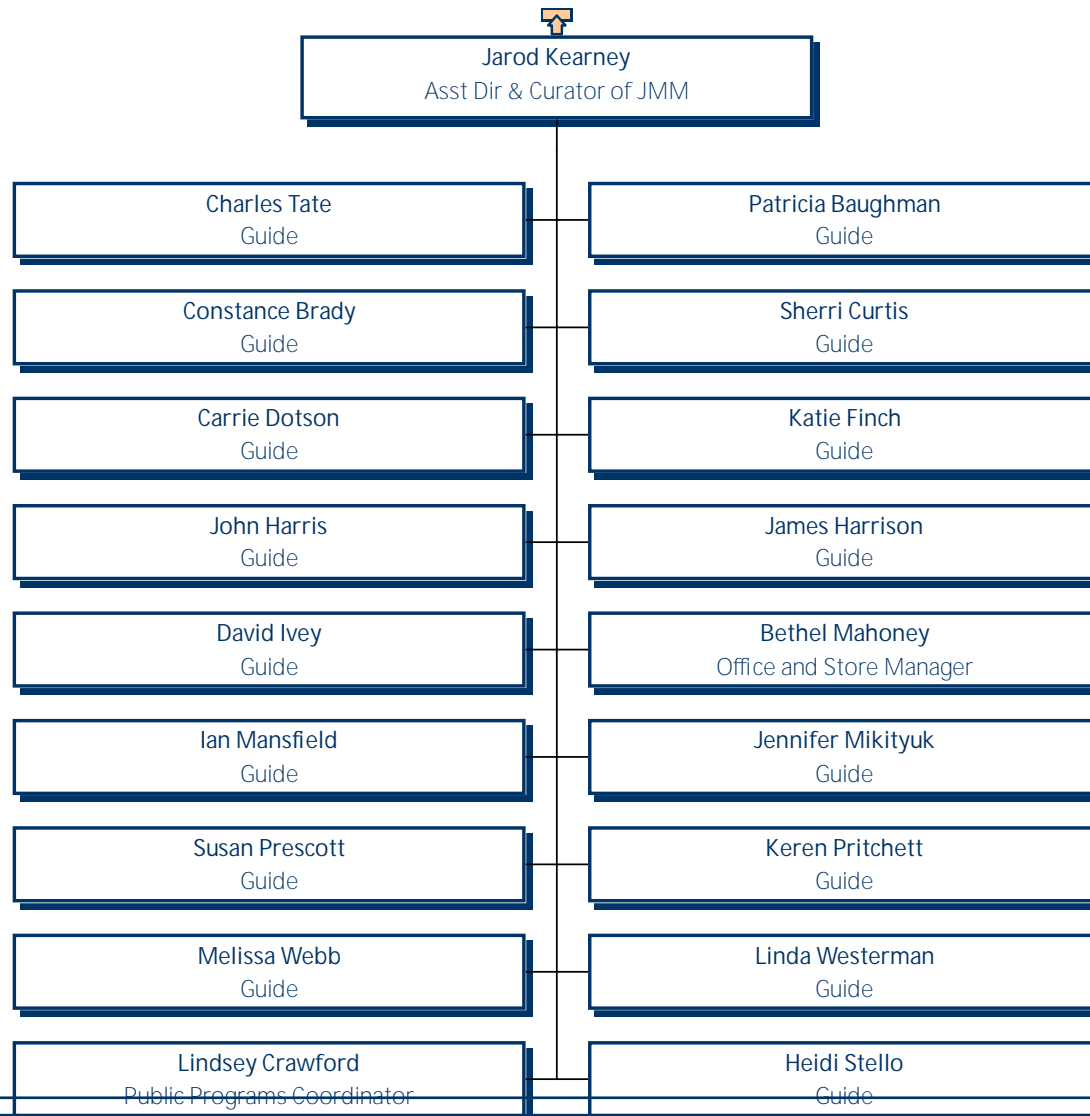 Jarod Kearney
Asst Dir & Curator of JMM
Charles Tate
Guide
Patricia Baughman
Guide
Constance Brady
Guide
Sherri Curtis
Guide
Carrie Dotson
Guide
Katie Finch
Guide
John Harris
Guide
James Harrison
Guide
David Ivey
Guide
Bethel Mahoney
Office and Store Manager
Ian Mansfield
Guide
Jennifer Mikityuk
Guide
Susan Prescott
Guide
Keren Pritchett
Guide
Melissa Webb
Guide
Linda Westerman
Guide
Lindsey Crawford
Public Programs Coordinator
Heidi Stello
Guide